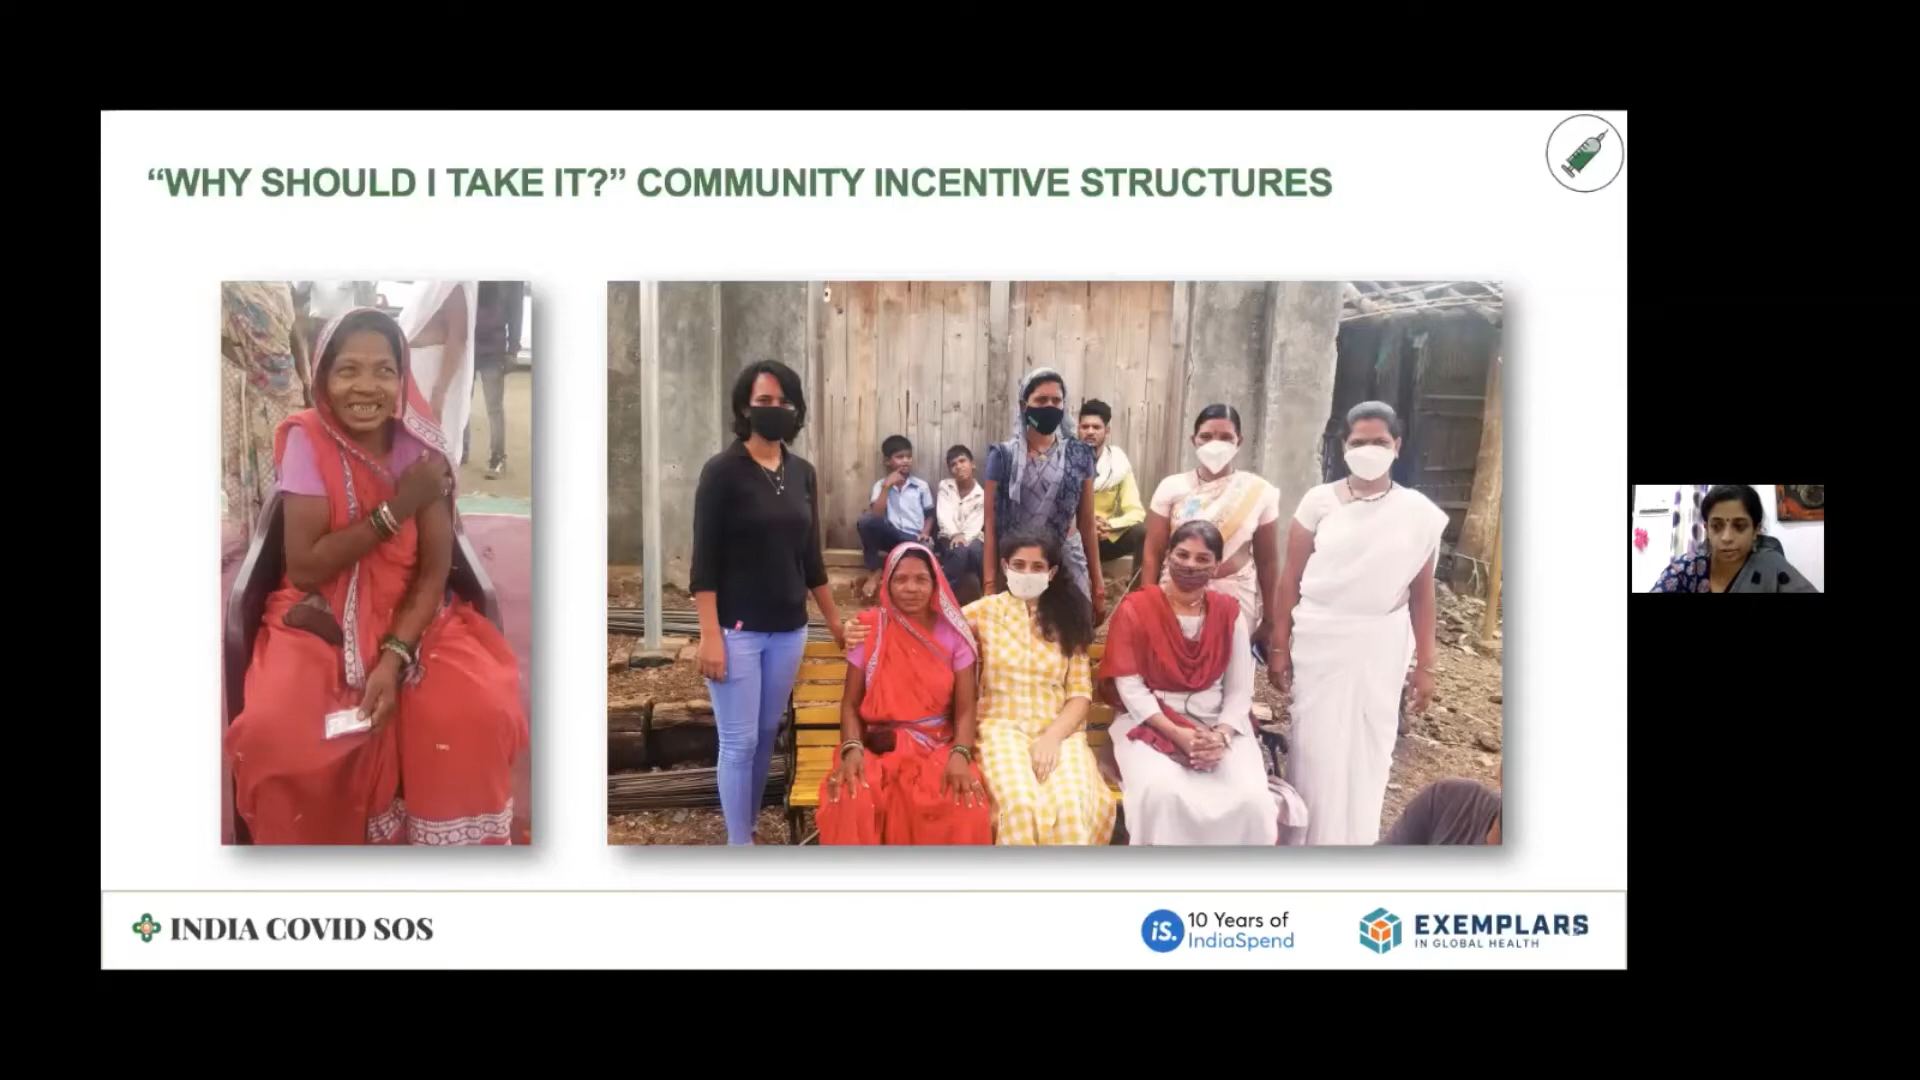 “WHY SHOULD I TAKE IT?” COMMUNITY INCENTIVE STRUCTURES
INDIA COVID SOS
iS. 10 Years of
IndiaSpend
EXEMPLARS
IN GLOBAL HEALTH